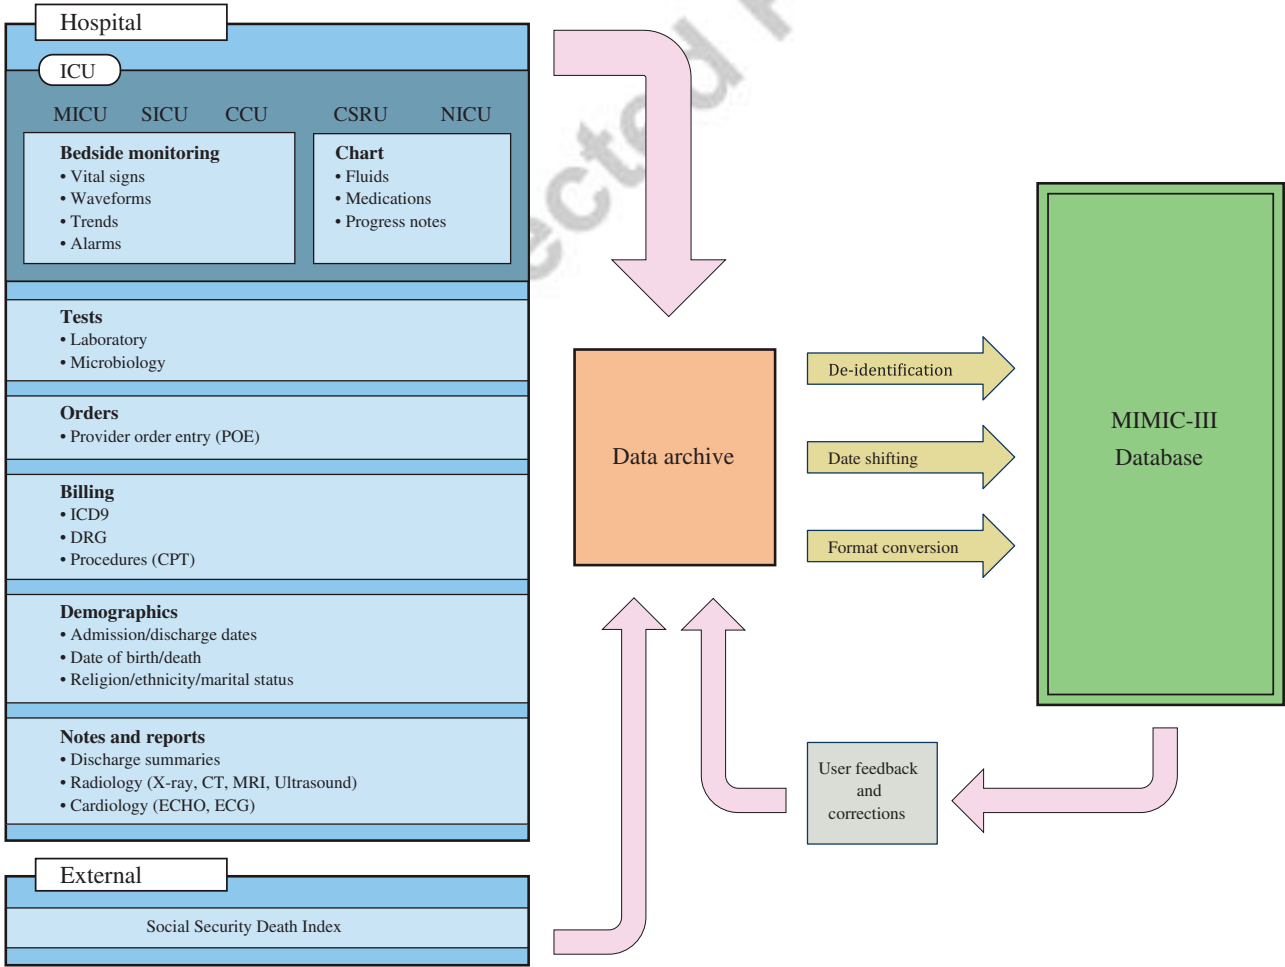 Hospital
ICU
MICU SICU CCU CSRU NICU
Bedside monitoring
• Vital signs
• Waveforms
• Trends
• Alarms
Chart
• Fluids
• Medications
• Progress notes
Tests
• Laboratory
• Microbiology
Orders
• Provider order entry (POE)
Billing
• ICD9
• DRG
• Procedures (CPT)
Demographics
• Admission/discharge dates
• Date of birth/death
• Religion/ethnicity/marital status
Notes and reports
• Discharge summaries
• Radiology (X-ray, CT, MRI, Ultrasound)
• Cardiology (ECHO, ECG)
External
Social Security Death Index
Data archive
De-identification
Date shifting
Format conversion
MIMIC-III
Database
User feedback
and
corrections
ected